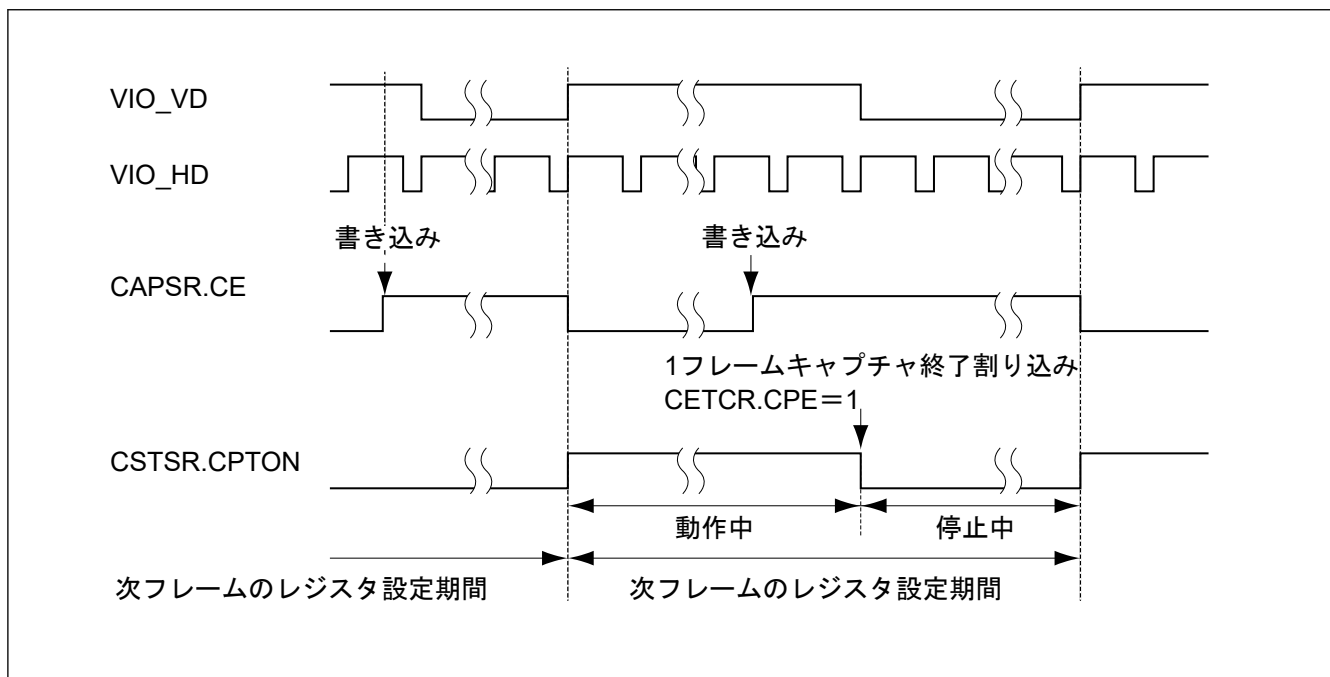 VIO_VD
VIO_HD
書き込み 書き込み
CAPSR.CE
1フレームキャプチャ終了割り込み
CETCR.CPE＝1
CSTSR.CPTON
動作中 停止中
次フレームのレジスタ設定期間 次フレームのレジスタ設定期間